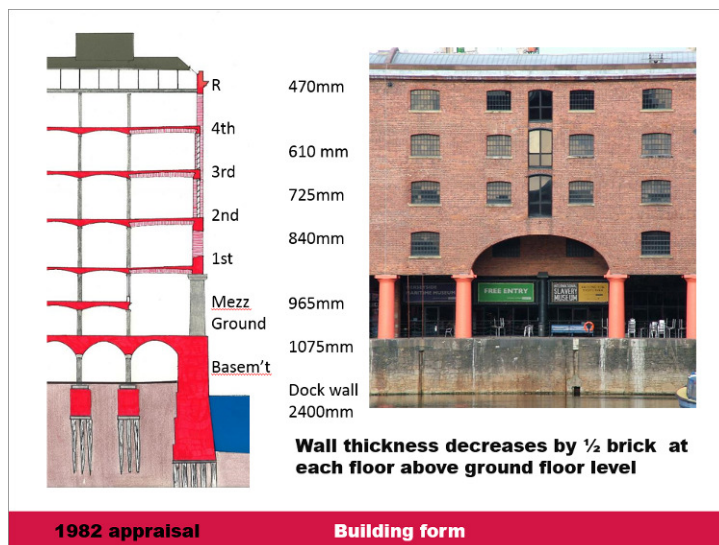 R
470mm
4th
610 mm
3rd
725mm
2nd
840mm
1st
Mezz
965mm
Ground
1075mm
Basem't
Dock wall
2400mm
FREE ENTRY
SLAVERY
MUSEUM
Wall thickness decreases by ½ brick at
each floor above ground floor level
1982 appraisal
Building form